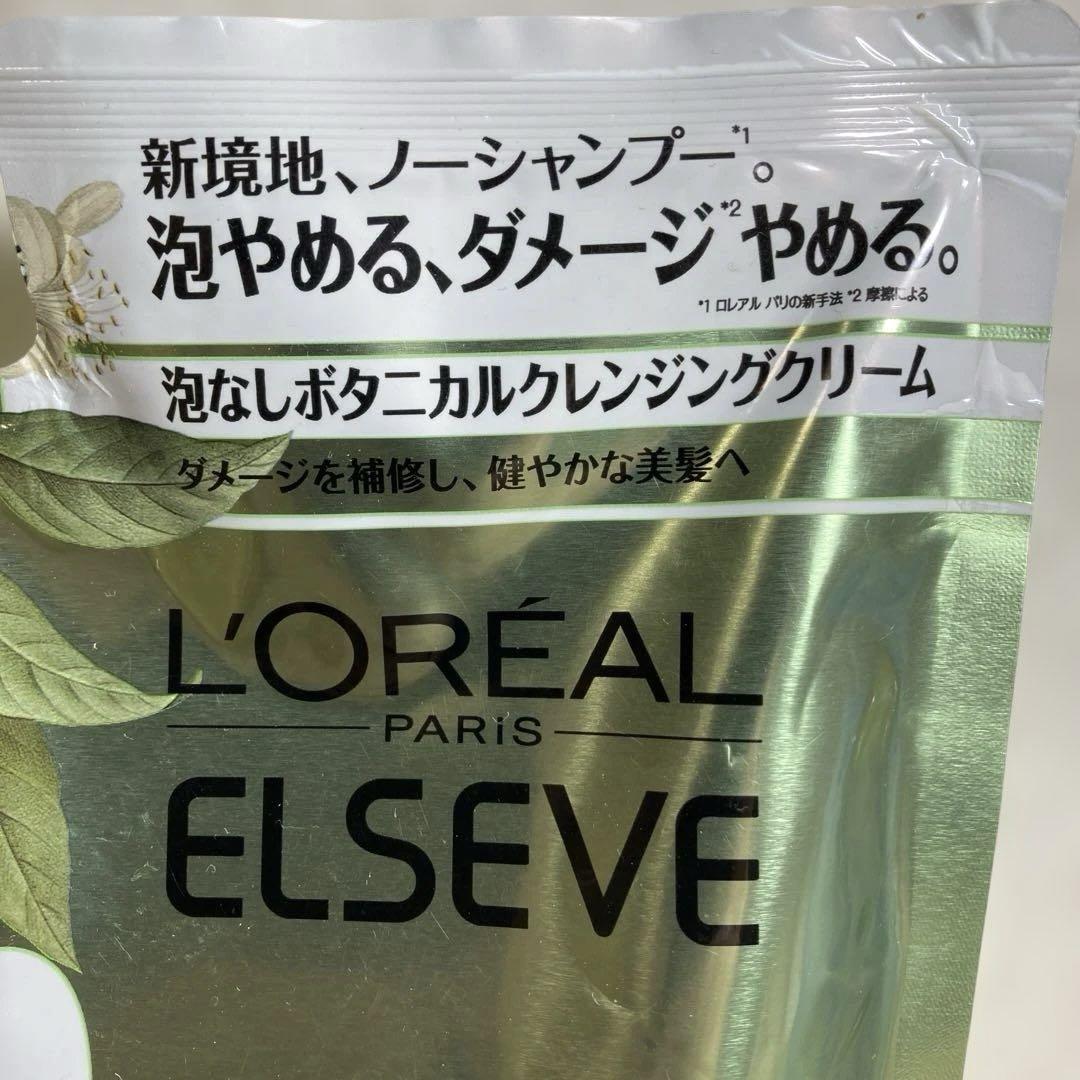 新境地、ノーシャンプー*1。
泡やめる、ダメージ*2やめる。
*1 ロレアル パリの新手法 *2 摩擦による
泡なしボタニカルクレンジングクリーム
ダメージを補修し、健やかな美髪へ
L'ORÉAL
PARiS
ELSEVE